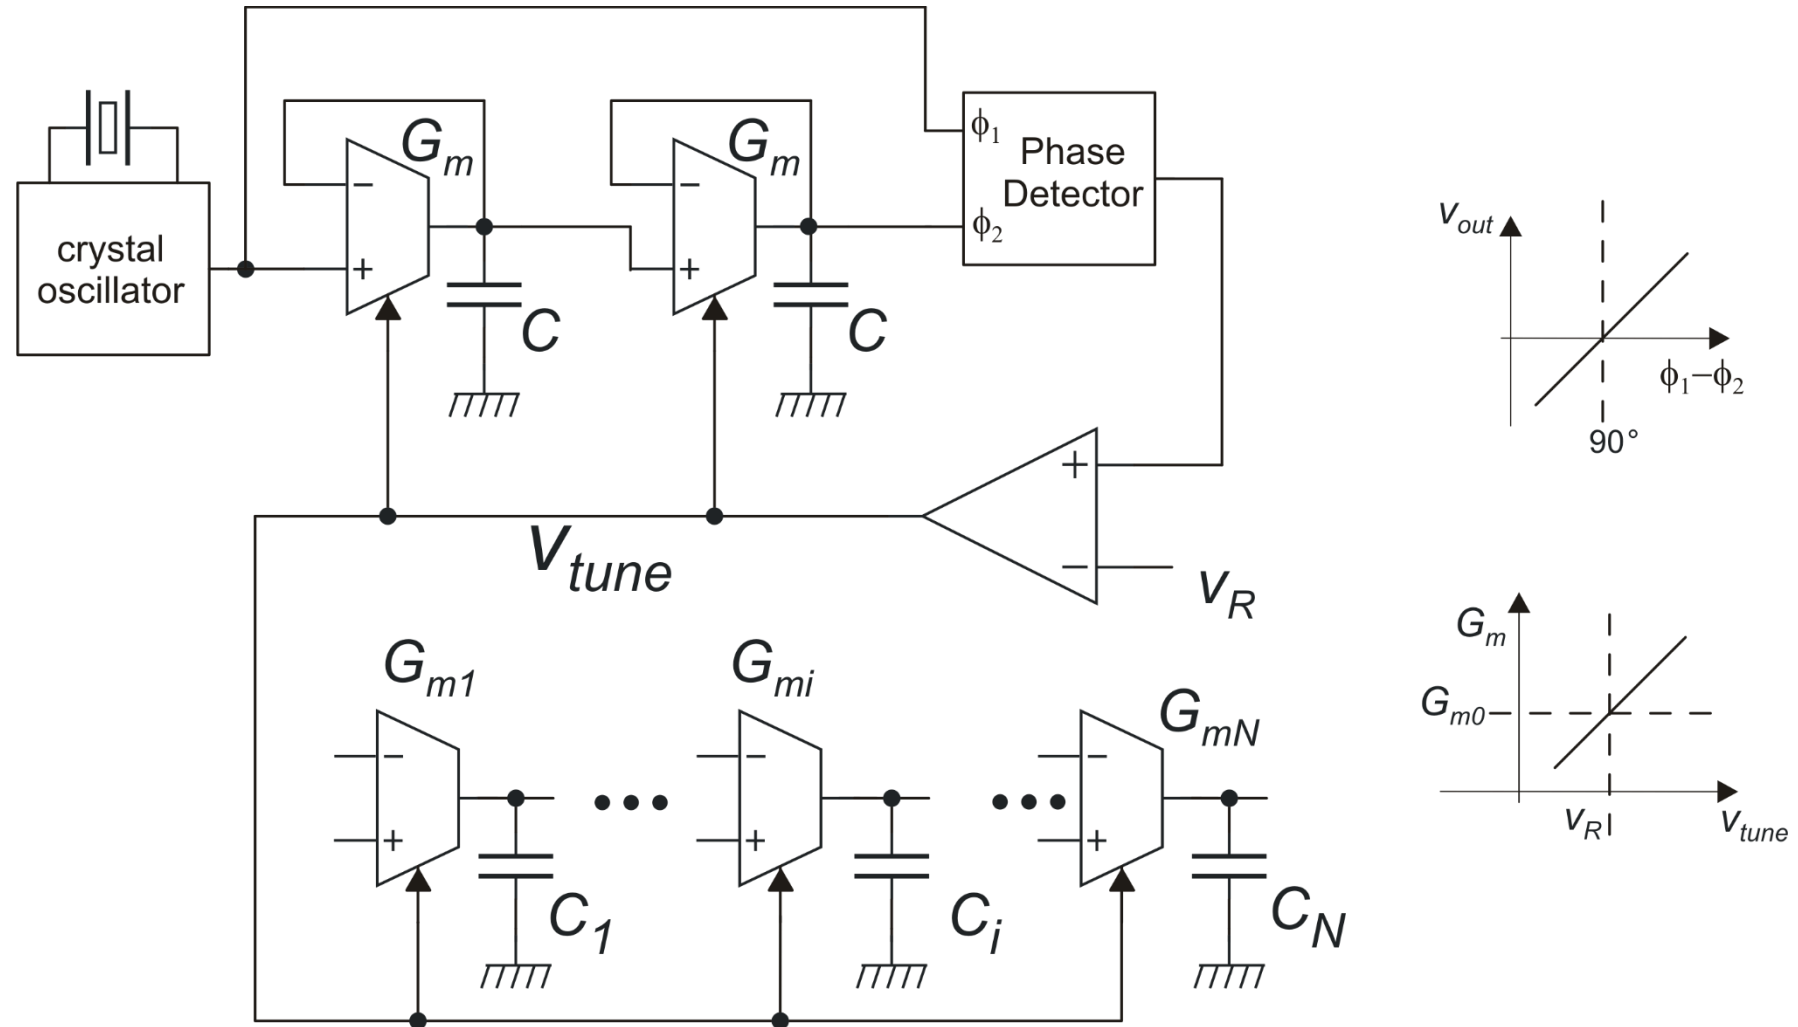 G_m
G_m
ϕ₁
Phase
Detector
ϕ₂
crystal
oscillator
+
−
+
−
C
C
v_out
ϕ₁−ϕ₂
90°
+
−
v_tune
v_R
G_m1
G_mi
G_mN
G_m
G_m0
v_R
v_tune
−
+
−
+
−
+
C_1
C_i
C_N